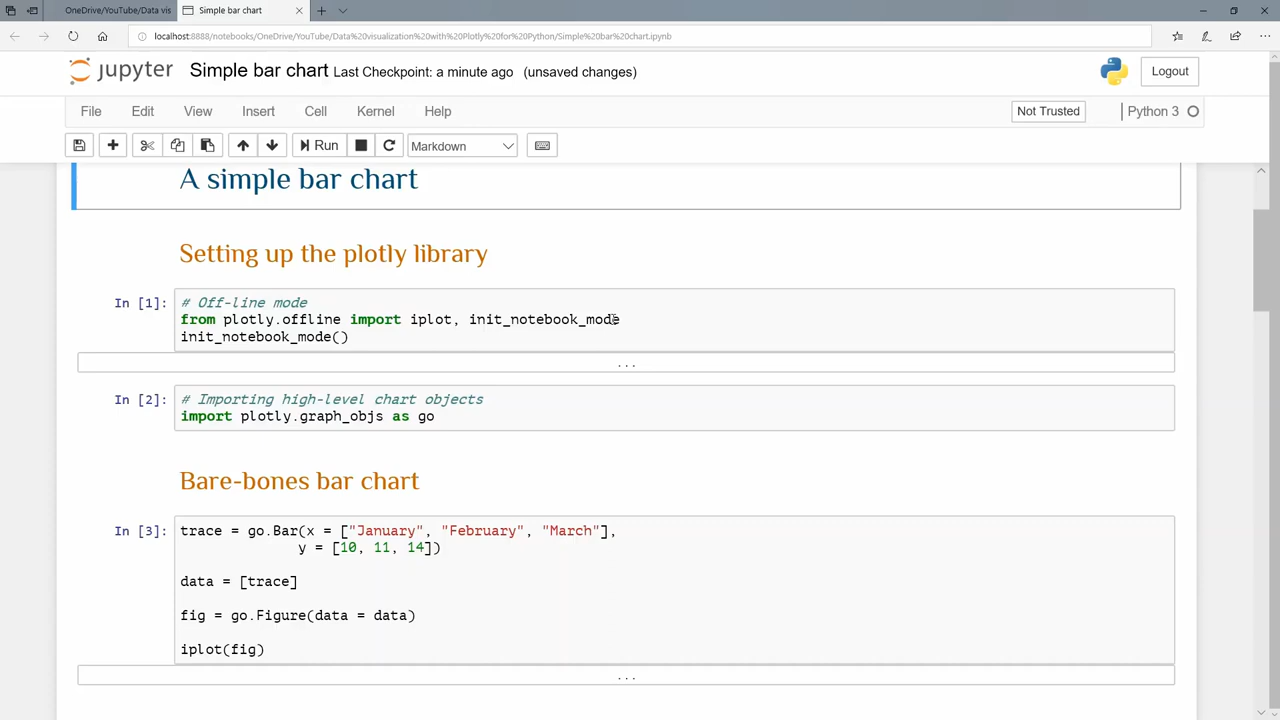 OneDrive/YouTube/Data vis
Simple bar chart
localhost:8888/notebooks/OneDrive/YouTube/Data%20visualization%20with%20Plotly%20for%20Python/Simple%20bar%20chart.ipynb
jupyter Simple bar chart Last Checkpoint: a minute ago (unsaved changes)
Logout
File Edit View Insert Cell Kernel Help
Not Trusted
Python 3
Run
Markdown
A simple bar chart
Setting up the plotly library
In [1]:
# Off-line mode
from plotly.offline import iplot, init_notebook_mode
init_notebook_mode()
...
In [2]:
# Importing high-level chart objects
import plotly.graph_objs as go
Bare-bones bar chart
In [3]:
trace = go.Bar(x = ["January", "February", "March"],
y = [10, 11, 14])
data = [trace]
fig = go.Figure(data = data)
iplot(fig)
...